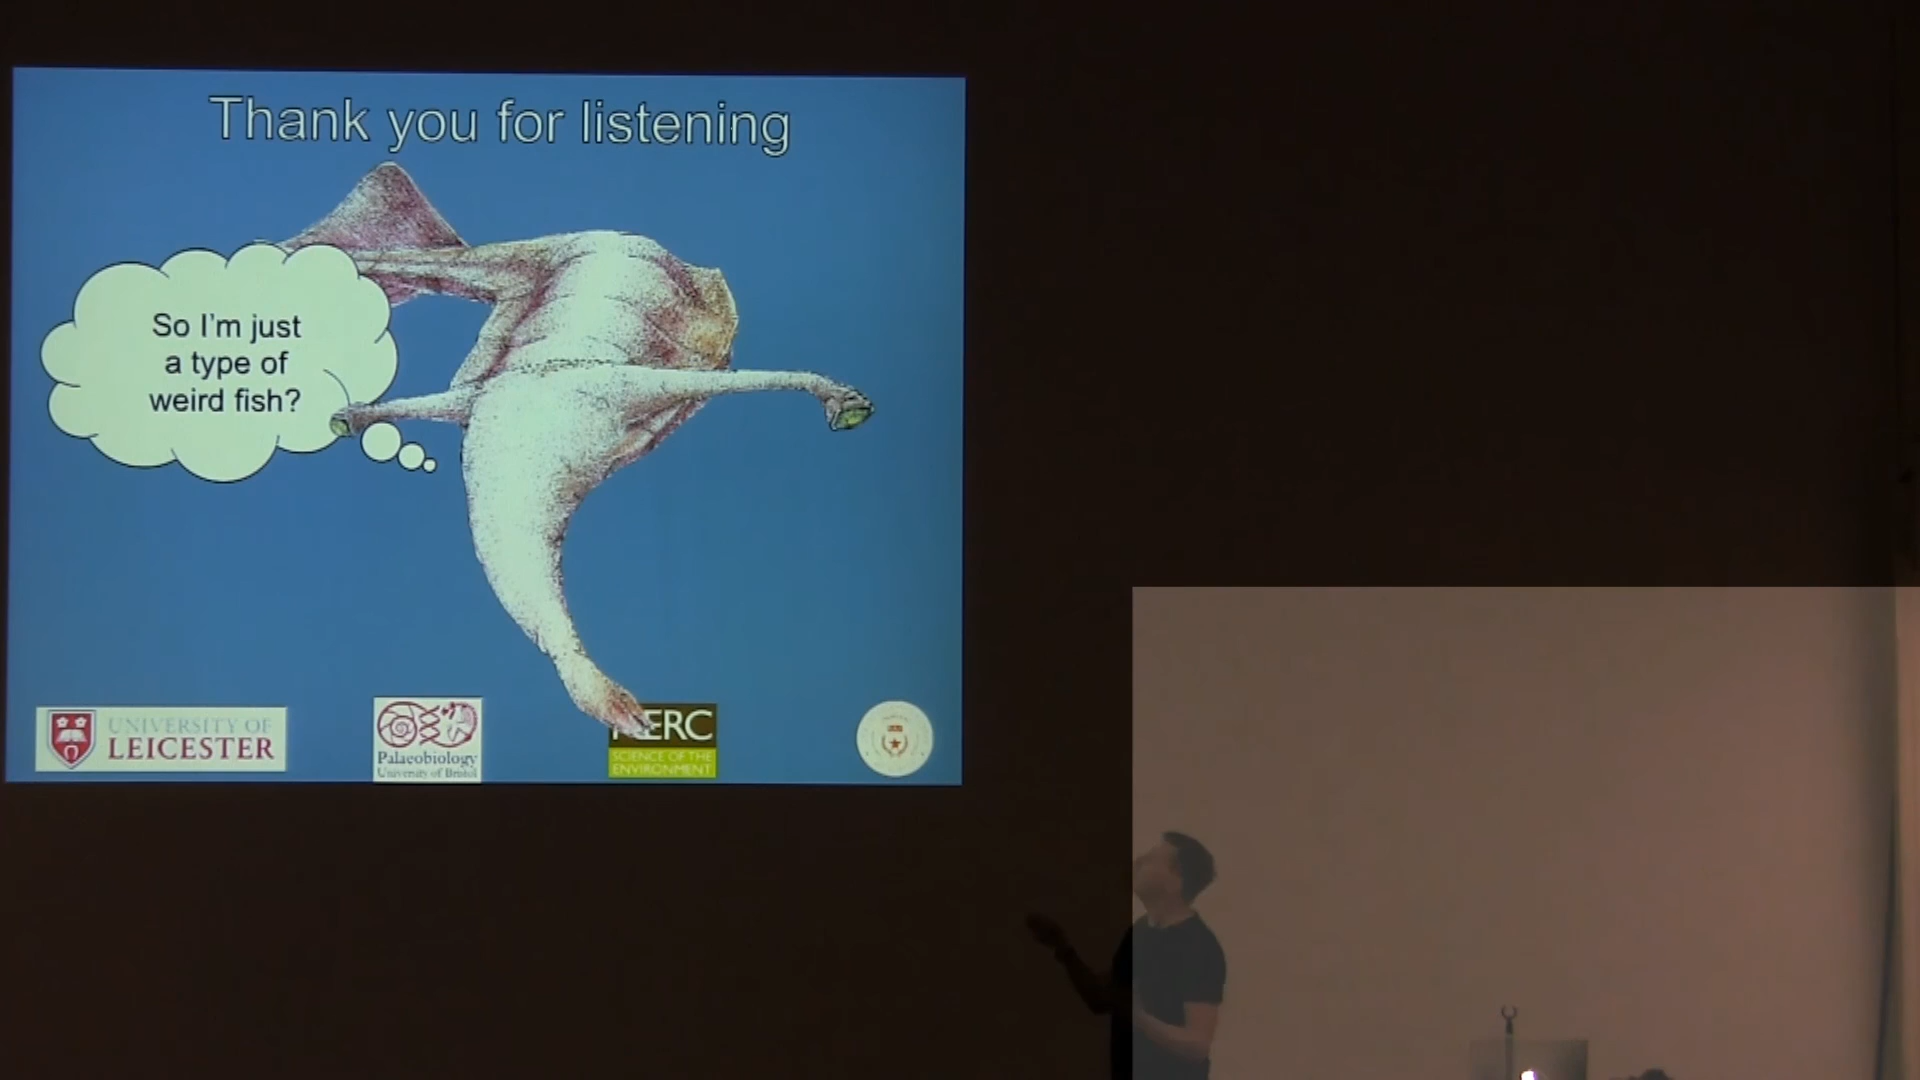 Thank you for listening
So I'm just
a type of
weird fish?
UNIVERSITY OF
LEICESTER
Palaeobiology
University of Bristol
SCIENCE OF THE
ENVIRONMENT